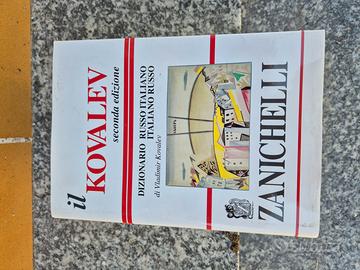 il
KOVALEV
seconda edizione
DIZIONARIO RUSSO ITALIANO
ITALIANO RUSSO
di Vladimir Kovalev
ZANICHELLI